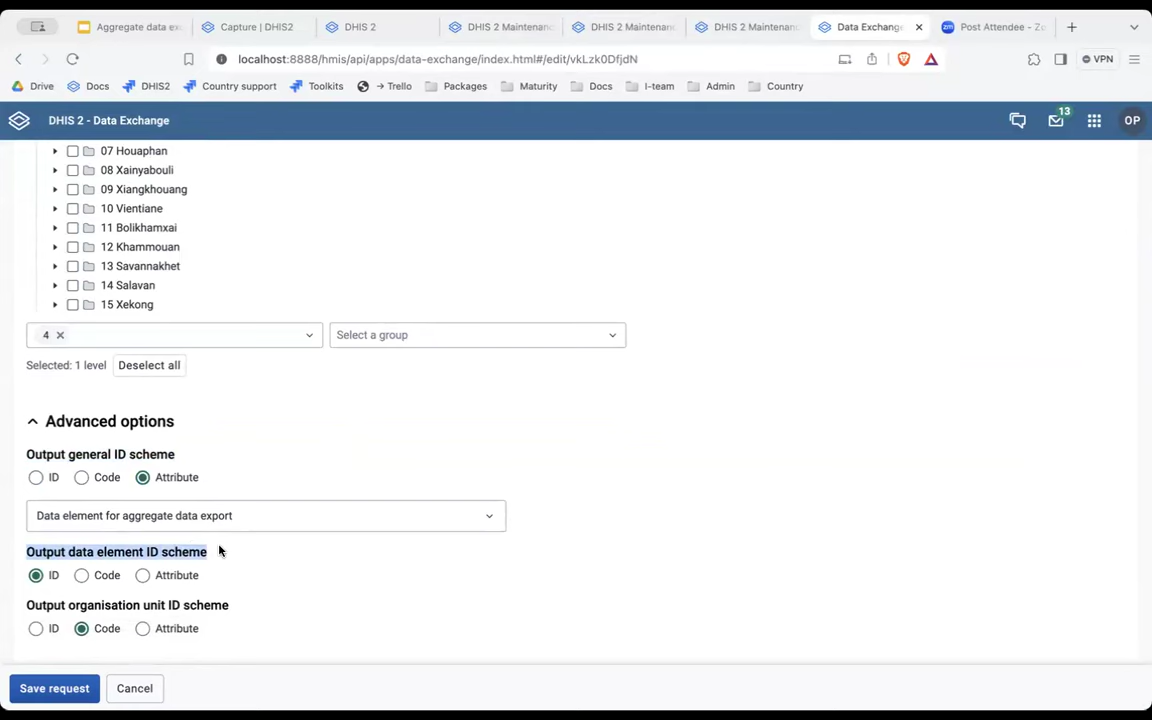 Aggregate data ex
Capture | DHIS2
DHIS 2
DHIS 2 Maintenanc
DHIS 2 Maintenan
DHIS 2 Maintenanc
Data Exchange
Post Attendee - Zo
localhost:8888/hmis/api/apps/data-exchange/index.html#/edit/vkLzk0DfjdN
VPN
Drive
Docs
DHIS2
Country support
Toolkits
→ Trello
Packages
Maturity
Docs
I-team
Admin
Country
DHIS 2 - Data Exchange
13
OP
07 Houaphan
08 Xainyabouli
09 Xiangkhouang
10 Vientiane
11 Bolikhamxai
12 Khammouan
13 Savannakhet
14 Salavan
15 Xekong
4
Select a group
Selected: 1 level
Deselect all
Advanced options
Output general ID scheme
ID Code Attribute
Data element for aggregate data export
Output data element ID scheme
ID Code Attribute
Output organisation unit ID scheme
ID Code Attribute
Save request
Cancel